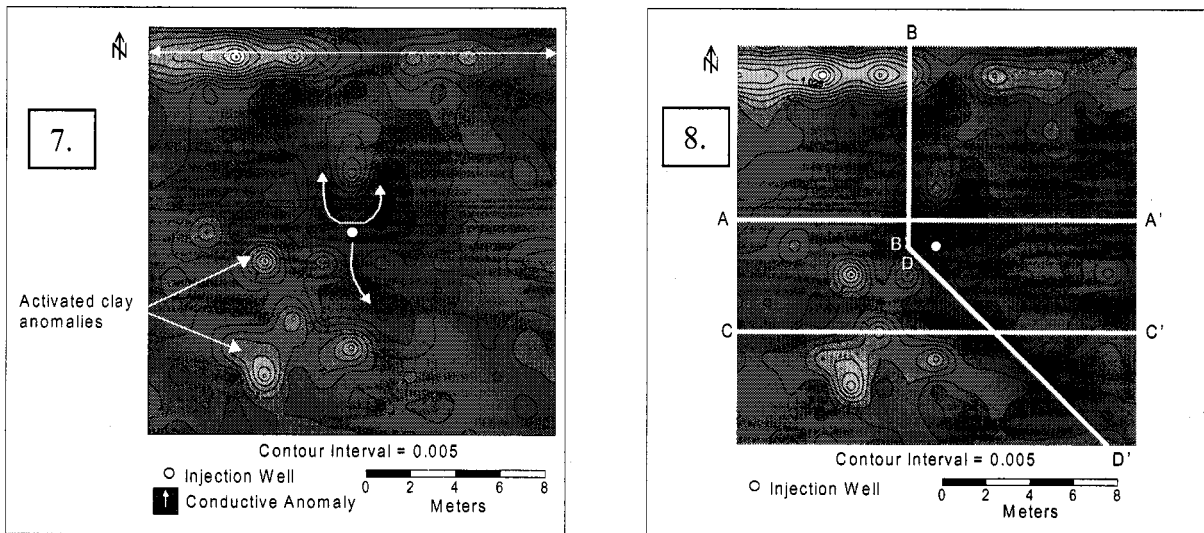 N
7.
Activated clay
anomalies
Contour Interval = 0.005
Injection Well
Conductive Anomaly
0 2 4 6 8
Meters
B
N
8.
A A'
B
D
C C'
Contour Interval = 0.005
D'
Injection Well
0 2 4 6 8
Meters